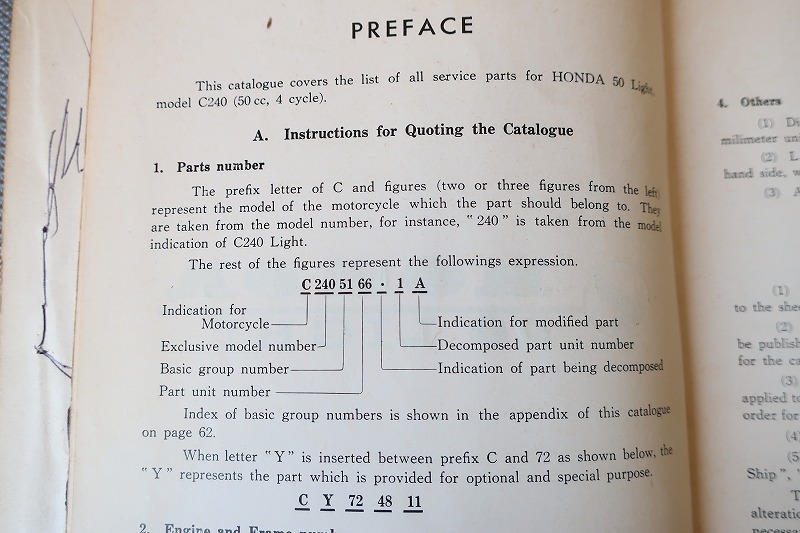 PREFACE
This catalogue covers the list of all service parts for HONDA 50 Light,
model C240 (50 cc, 4 cycle).
A. Instructions for Quoting the Catalogue
1. Parts number
The prefix letter of C and figures (two or three figures from the left)
represent the model of the motorcycle which the part should belong to. They
are taken from the model number, for instance, "240" is taken from the model
indication of C240 Light.
The rest of the figures represent the followings expression.
C 240 51 66 · 1 A
Indication for
Motorcycle
Exclusive model number
Basic group number
Part unit number
Indication for modified part
Decomposed part unit number
Indication of part being decomposed
Index of basic group numbers is shown in the appendix of this catalogue
on page 62.
When letter "Y" is inserted between prefix C and 72 as shown below, the
"Y" represents the part which is provided for optional and special purpose.
C Y 72 48 11
2. Engine and Frame
4. Others
(1)
milimeter
(2)
hand side,
(3)
(1)
to the
(2)
be
for the
(3)
applied to
order for
(4)
(5)
Ship",